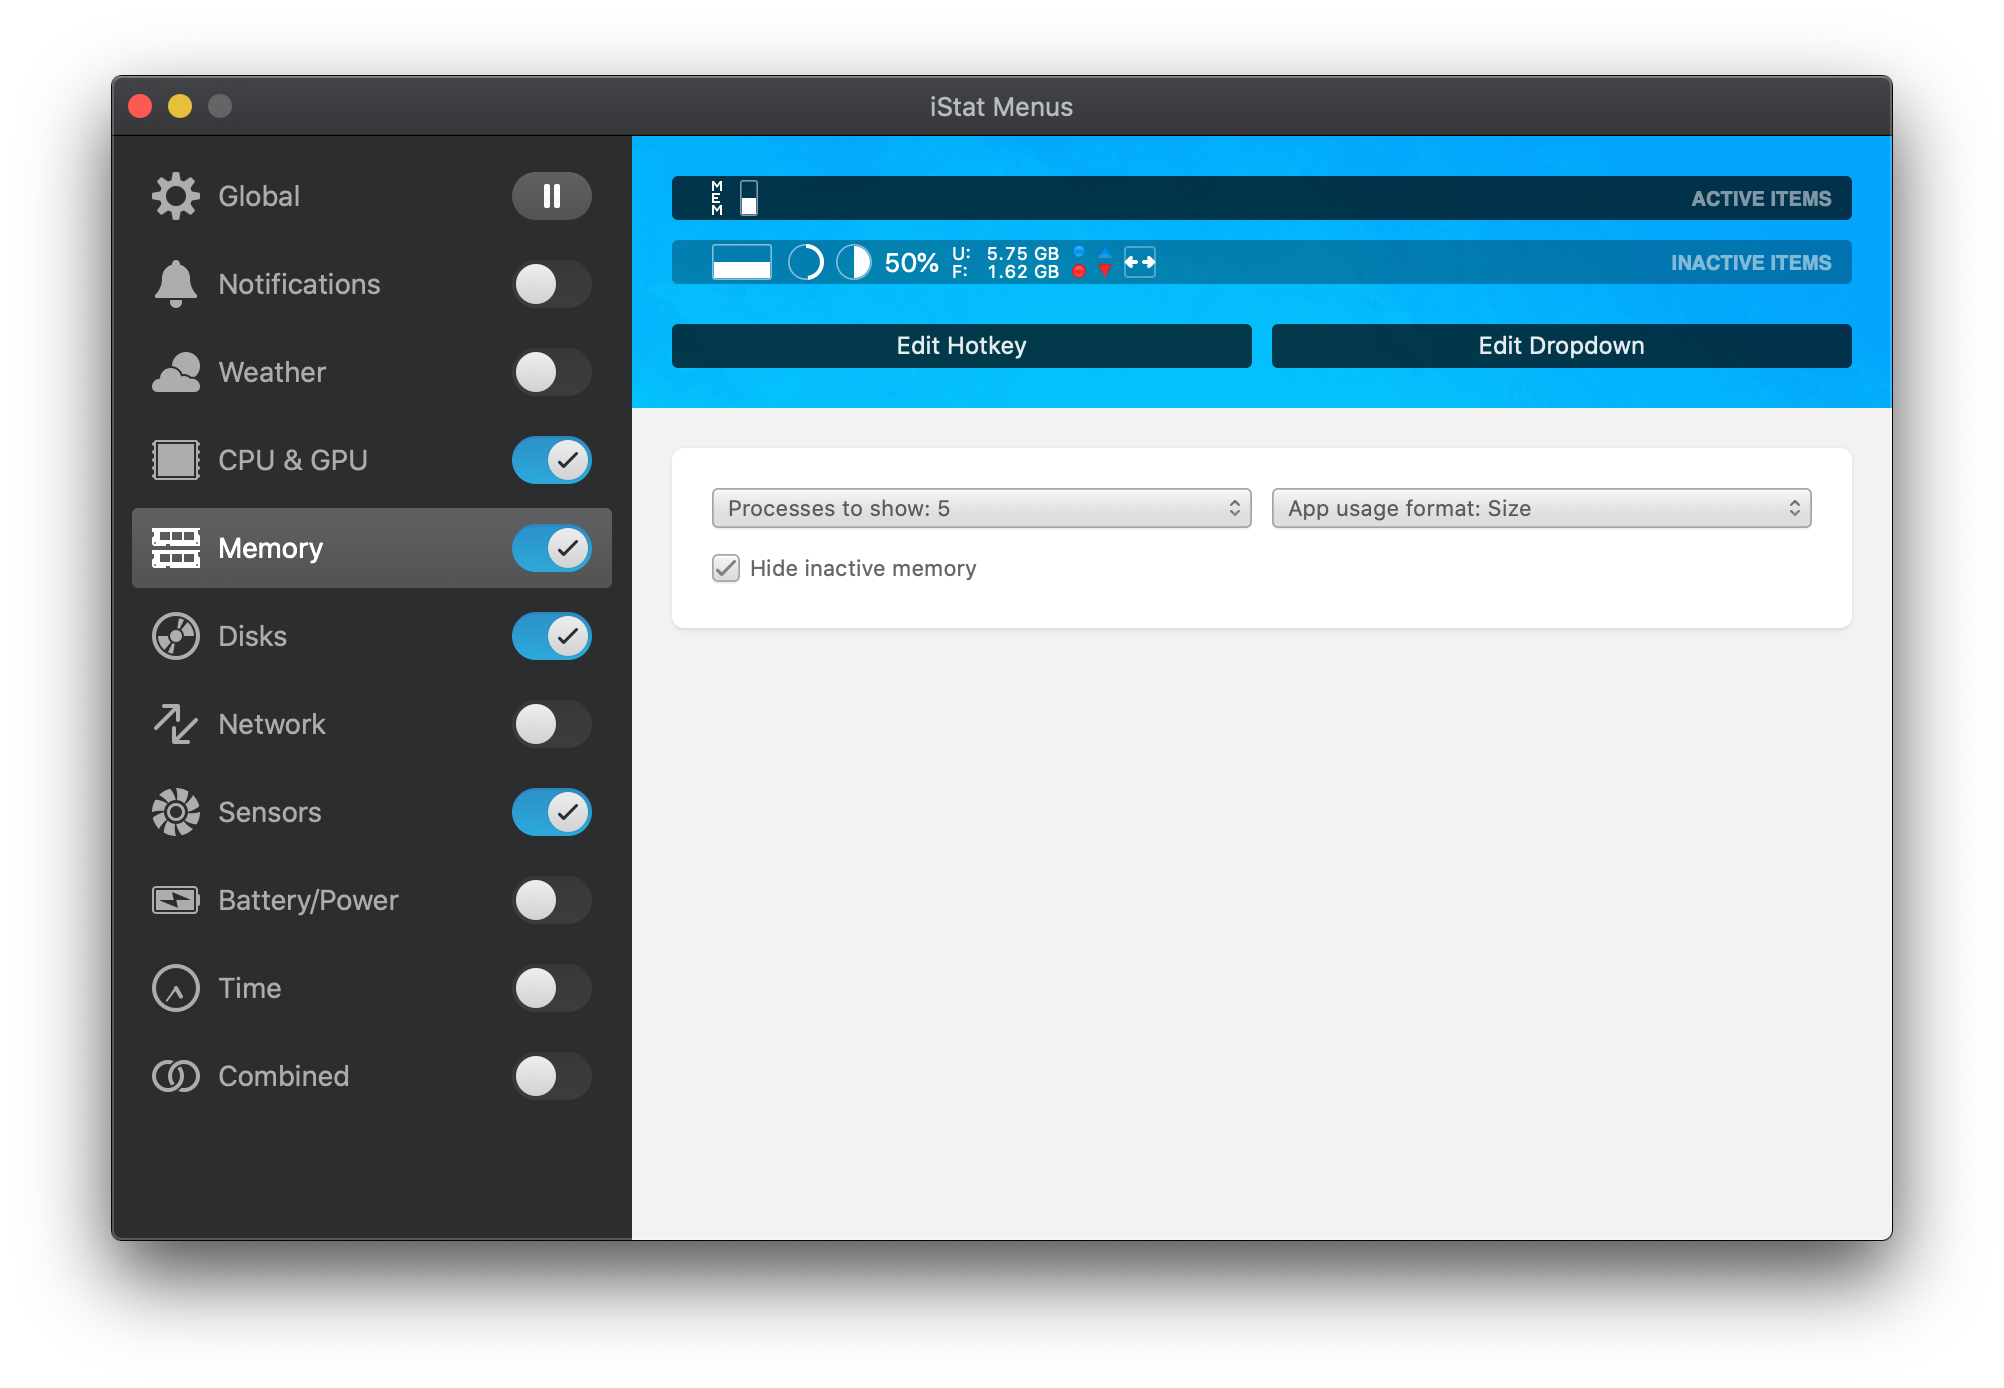 iStat Menus
Global
Notifications
Weather
CPU & GPU
Memory
Disks
Network
Sensors
Battery/Power
Time
Combined
MEM
ACTIVE ITEMS
50%
U: 5.75 GB
F: 1.62 GB
INACTIVE ITEMS
Edit Hotkey
Edit Dropdown
Processes to show: 5
App usage format: Size
Hide inactive memory